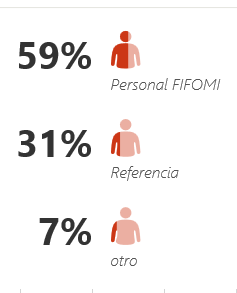 59%
Personal FIFOMI
31%
Referencia
7%
otro